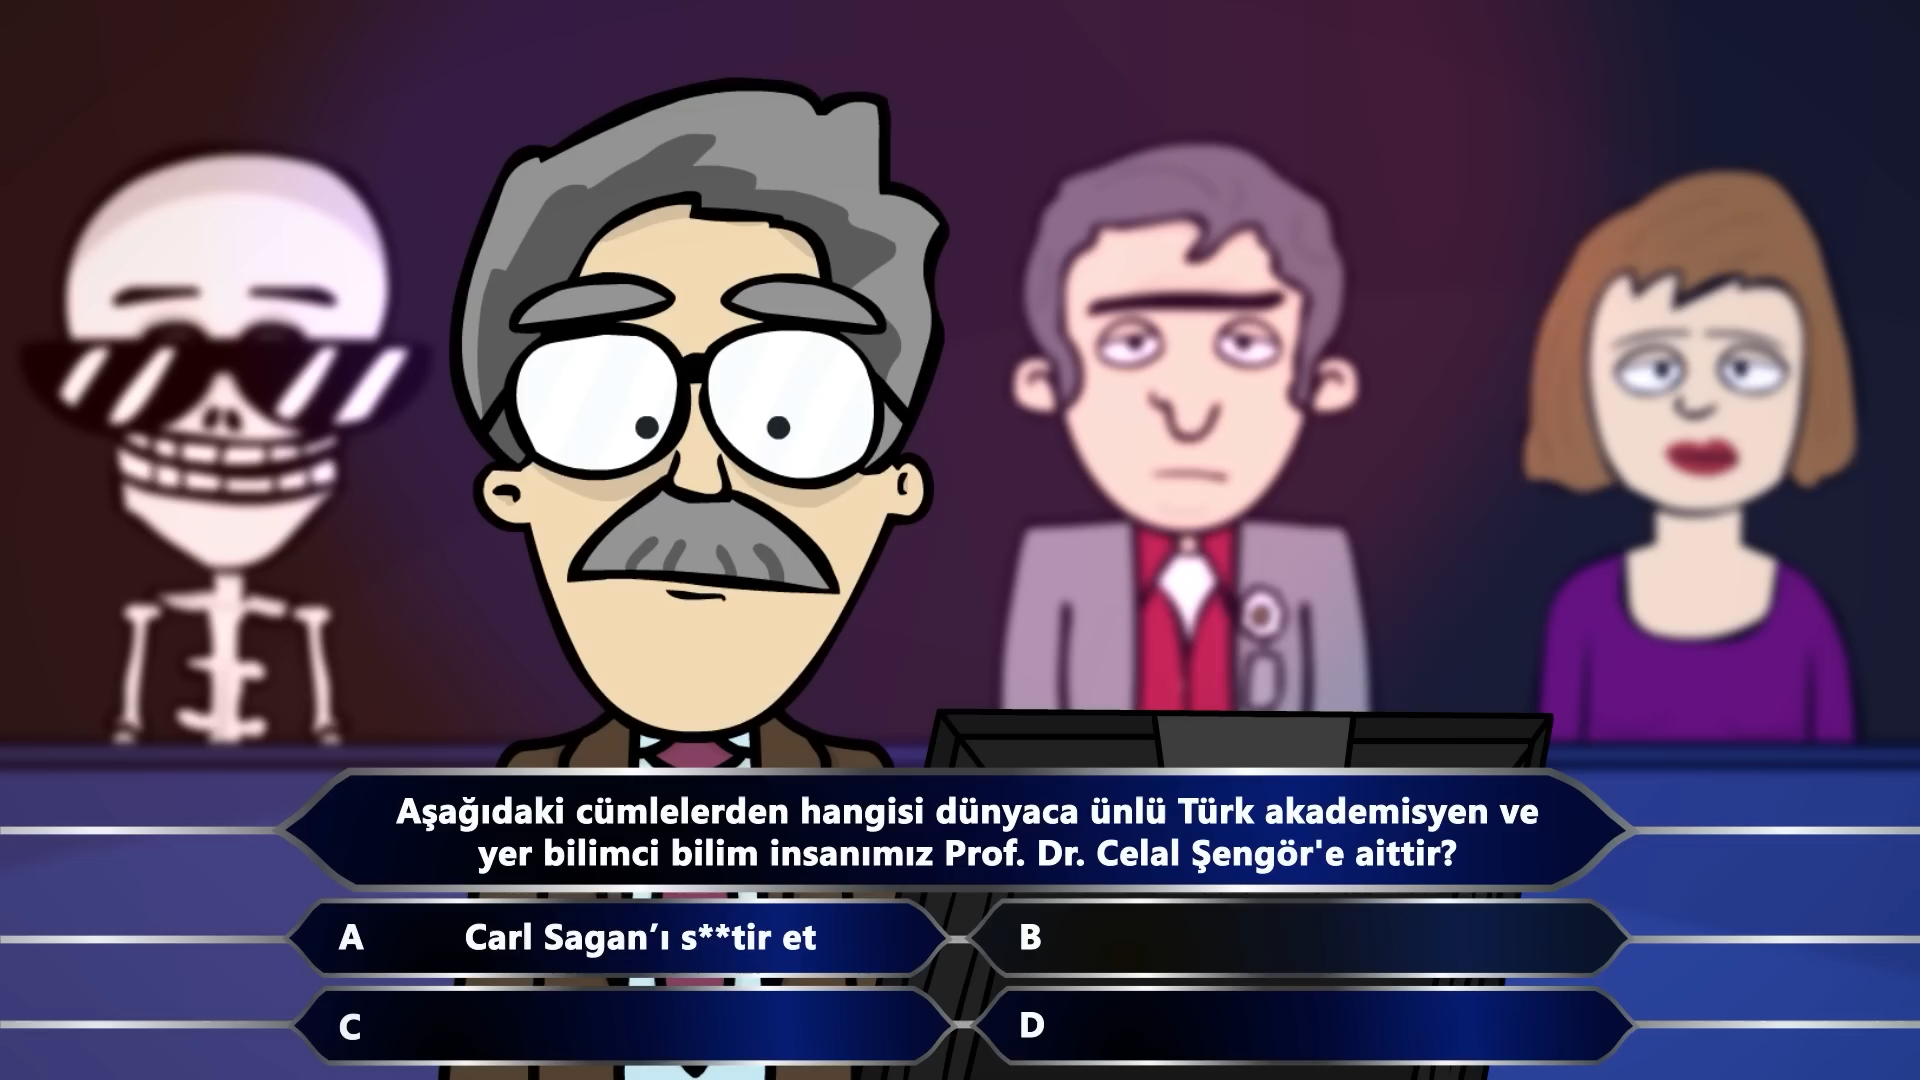 Aşağıdaki cümlelerden hangisi dünyaca ünlü Türk akademisyen ve
yer bilimci bilim insanımız Prof. Dr. Celal Şengör'e aittir?
A Carl Sagan’ı s**tir et
B
C
D